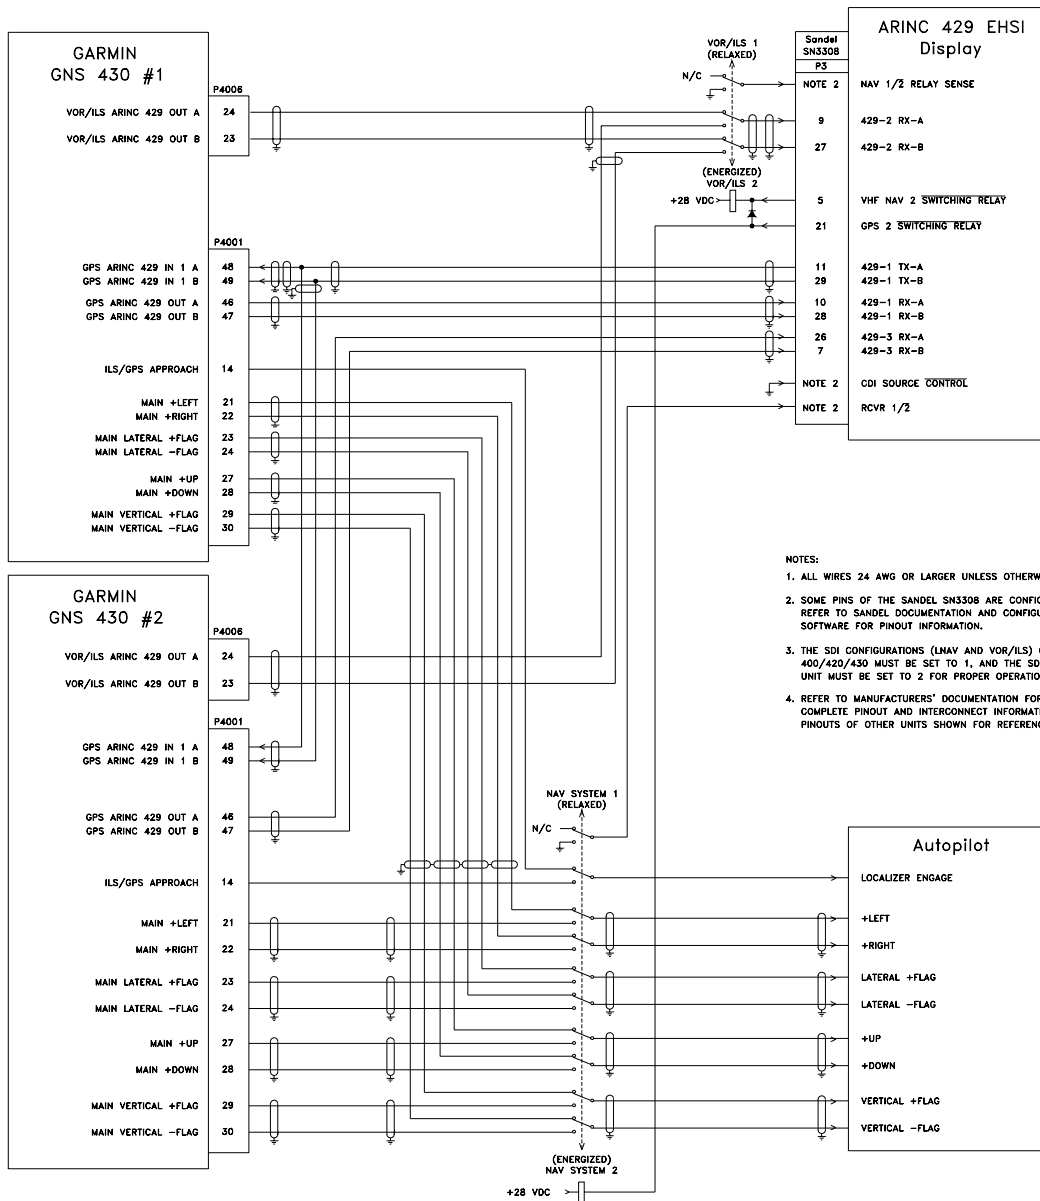 GARMIN
GNS 430 #1
P4006
VOR/ILS ARINC 429 OUT A 24
VOR/ILS ARINC 429 OUT B 23
P4001
GPS ARINC 429 IN 1 A 48
GPS ARINC 429 IN 1 B 49
GPS ARINC 429 OUT A 46
GPS ARINC 429 OUT B 47
ILS/GPS APPROACH 14
MAIN +LEFT 21
MAIN +RIGHT 22
MAIN LATERAL +FLAG 23
MAIN LATERAL -FLAG 24
MAIN +UP 27
MAIN +DOWN 28
MAIN VERTICAL +FLAG 29
MAIN VERTICAL -FLAG 30
VOR/ILS 1
(RELAXED)
N/C
(ENERGIZED)
VOR/ILS 2
+28 VDC
ARINC 429 EHSI
Display
Sandel
SN3308
P3
NOTE 2 NAV 1/2 RELAY SENSE
9 429-2 RX-A
27 429-2 RX-B
5 VHF NAV 2 SWITCHING RELAY
21 GPS 2 SWITCHING RELAY
11 429-1 TX-A
29 429-1 TX-B
10 429-1 RX-A
28 429-1 RX-B
26 429-3 RX-A
7 429-3 RX-B
NOTE 2 CDI SOURCE CONTROL
NOTE 2 RCVR 1/2
NOTES:
1. ALL WIRES 24 AWG OR LARGER UNLESS OTHERW
2. SOME PINS OF THE SANDEL SN3308 ARE CONFIG
REFER TO SANDEL DOCUMENTATION AND CONFIGU
SOFTWARE FOR PINOUT INFORMATION.
3. THE SDI CONFIGURATIONS (LNAV AND VOR/ILS)
400/420/430 MUST BE SET TO 1, AND THE SD
UNIT MUST BE SET TO 2 FOR PROPER OPERATIO
4. REFER TO MANUFACTURERS' DOCUMENTATION FOR
COMPLETE PINOUT AND INTERCONNECT INFORMATI
PINOUTS OF OTHER UNITS SHOWN FOR REFERENC
GARMIN
GNS 430 #2
P4006
VOR/ILS ARINC 429 OUT A 24
VOR/ILS ARINC 429 OUT B 23
P4001
GPS ARINC 429 IN 1 A 48
GPS ARINC 429 IN 1 B 49
GPS ARINC 429 OUT A 46
GPS ARINC 429 OUT B 47
ILS/GPS APPROACH 14
MAIN +LEFT 21
MAIN +RIGHT 22
MAIN LATERAL +FLAG 23
MAIN LATERAL -FLAG 24
MAIN +UP 27
MAIN +DOWN 28
MAIN VERTICAL +FLAG 29
MAIN VERTICAL -FLAG 30
NAV SYSTEM 1
(RELAXED)
N/C
(ENERGIZED)
NAV SYSTEM 2
+28 VDC
Autopilot
LOCALIZER ENGAGE
+LEFT
+RIGHT
LATERAL +FLAG
LATERAL -FLAG
+UP
+DOWN
VERTICAL +FLAG
VERTICAL -FLAG